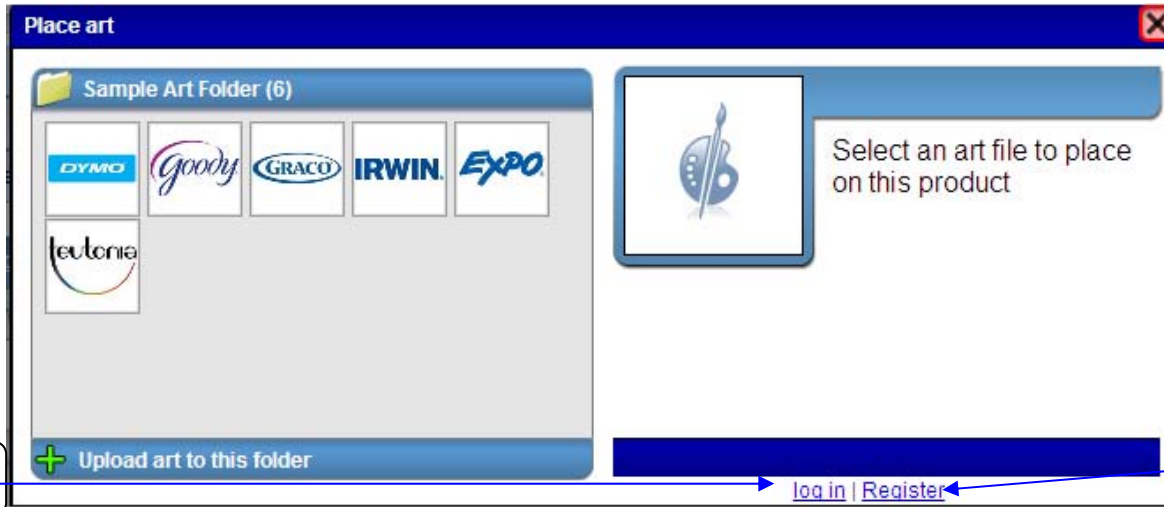 Place art
Sample Art Folder (6)
DYMO
goody
GRACO
IRWIN.
EXPO.
teutonia
Select an art file to place
on this product
Upload art to this folder
log in | Register